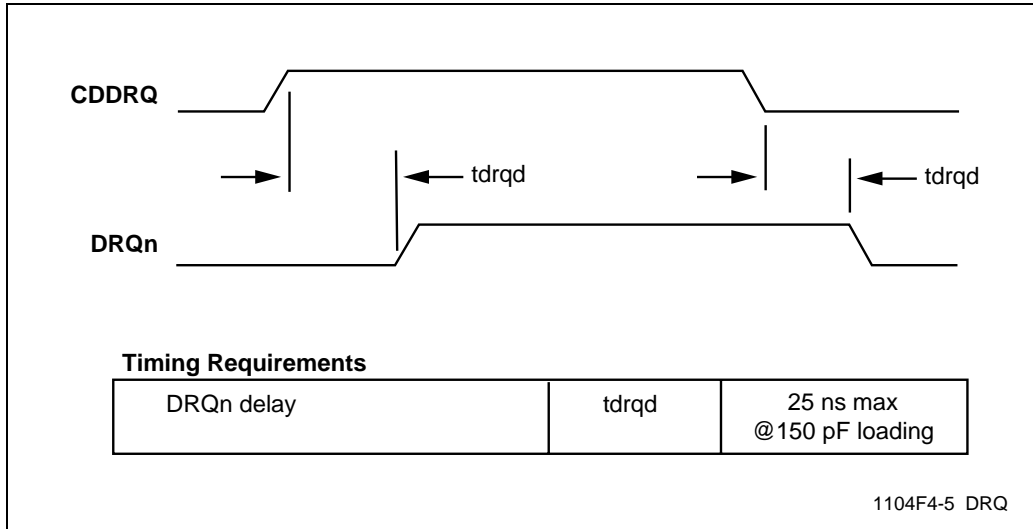 CDDRQ
tdrqd
tdrqd
DRQn
Timing Requirements
DRQn delay
tdrqd
25 ns max
@150 pF loading
1104F4-5 DRQ